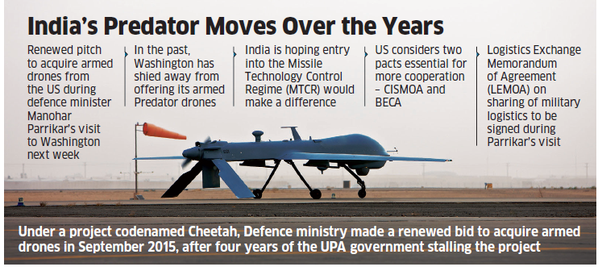 India's Predator Moves Over the Years
Renewed pitch
to acquire armed
drones from
the US during
defence minister
Manohar
Parrikar's visit
to Washington
next week
In the past,
Washington has
shied away from
offering its armed
Predator drones
India is hoping entry
into the Missile
Technology Control
Regime (MTCR) would
make a difference
US considers two
pacts essential for
more cooperation
– CISMOA and
BECA
Logistics Exchange
Memorandum
of Agreement
(LEMOA) on
sharing of military
logistics to be
signed during
Parrikar's visit
Under a project codenamed Cheetah, Defence ministry made a renewed bid to acquire armed
drones in September 2015, after four years of the UPA government stalling the project